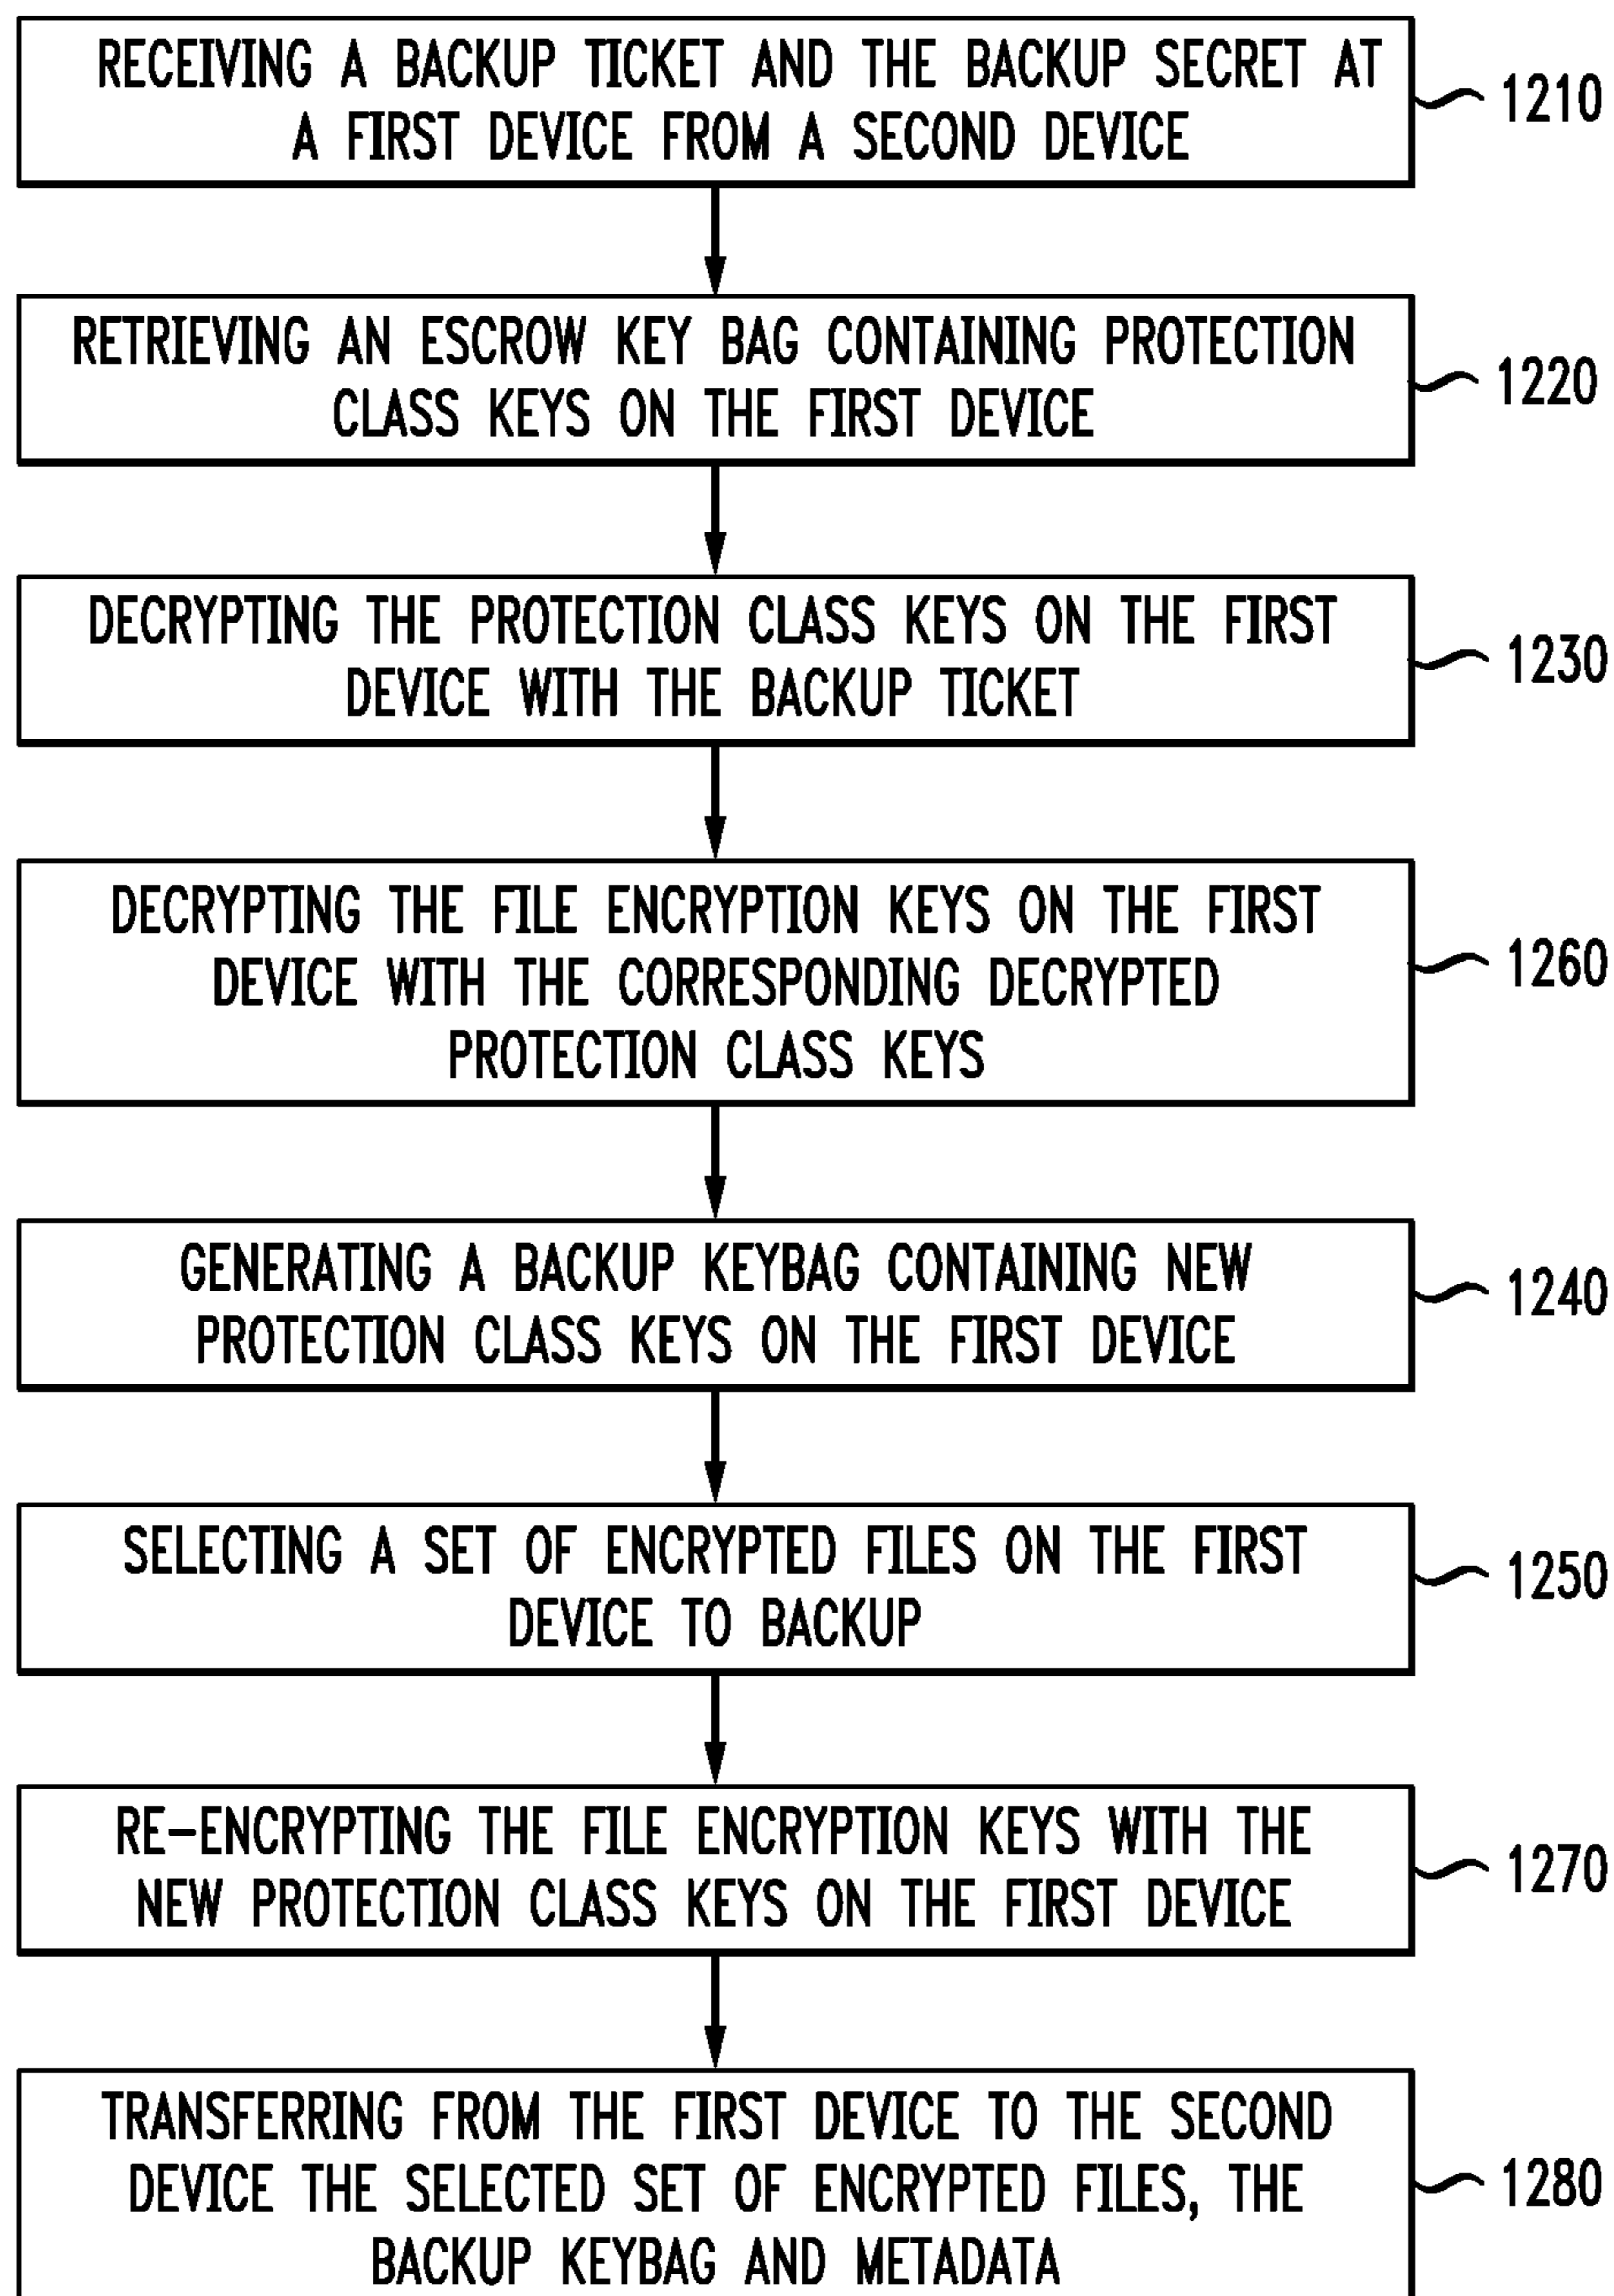 RECEIVING A BACKUP TICKET AND THE BACKUP SECRET AT
A FIRST DEVICE FROM A SECOND DEVICE
1210
RETRIEVING AN ESCROW KEY BAG CONTAINING PROTECTION
CLASS KEYS ON THE FIRST DEVICE
1220
DECRYPTING THE PROTECTION CLASS KEYS ON THE FIRST
DEVICE WITH THE BACKUP TICKET
1230
DECRYPTING THE FILE ENCRYPTION KEYS ON THE FIRST
DEVICE WITH THE CORRESPONDING DECRYPTED
PROTECTION CLASS KEYS
1260
GENERATING A BACKUP KEYBAG CONTAINING NEW
PROTECTION CLASS KEYS ON THE FIRST DEVICE
1240
SELECTING A SET OF ENCRYPTED FILES ON THE FIRST
DEVICE TO BACKUP
1250
RE-ENCRYPTING THE FILE ENCRYPTION KEYS WITH THE
NEW PROTECTION CLASS KEYS ON THE FIRST DEVICE
1270
TRANSFERRING FROM THE FIRST DEVICE TO THE SECOND
DEVICE THE SELECTED SET OF ENCRYPTED FILES, THE
BACKUP KEYBAG AND METADATA
1280